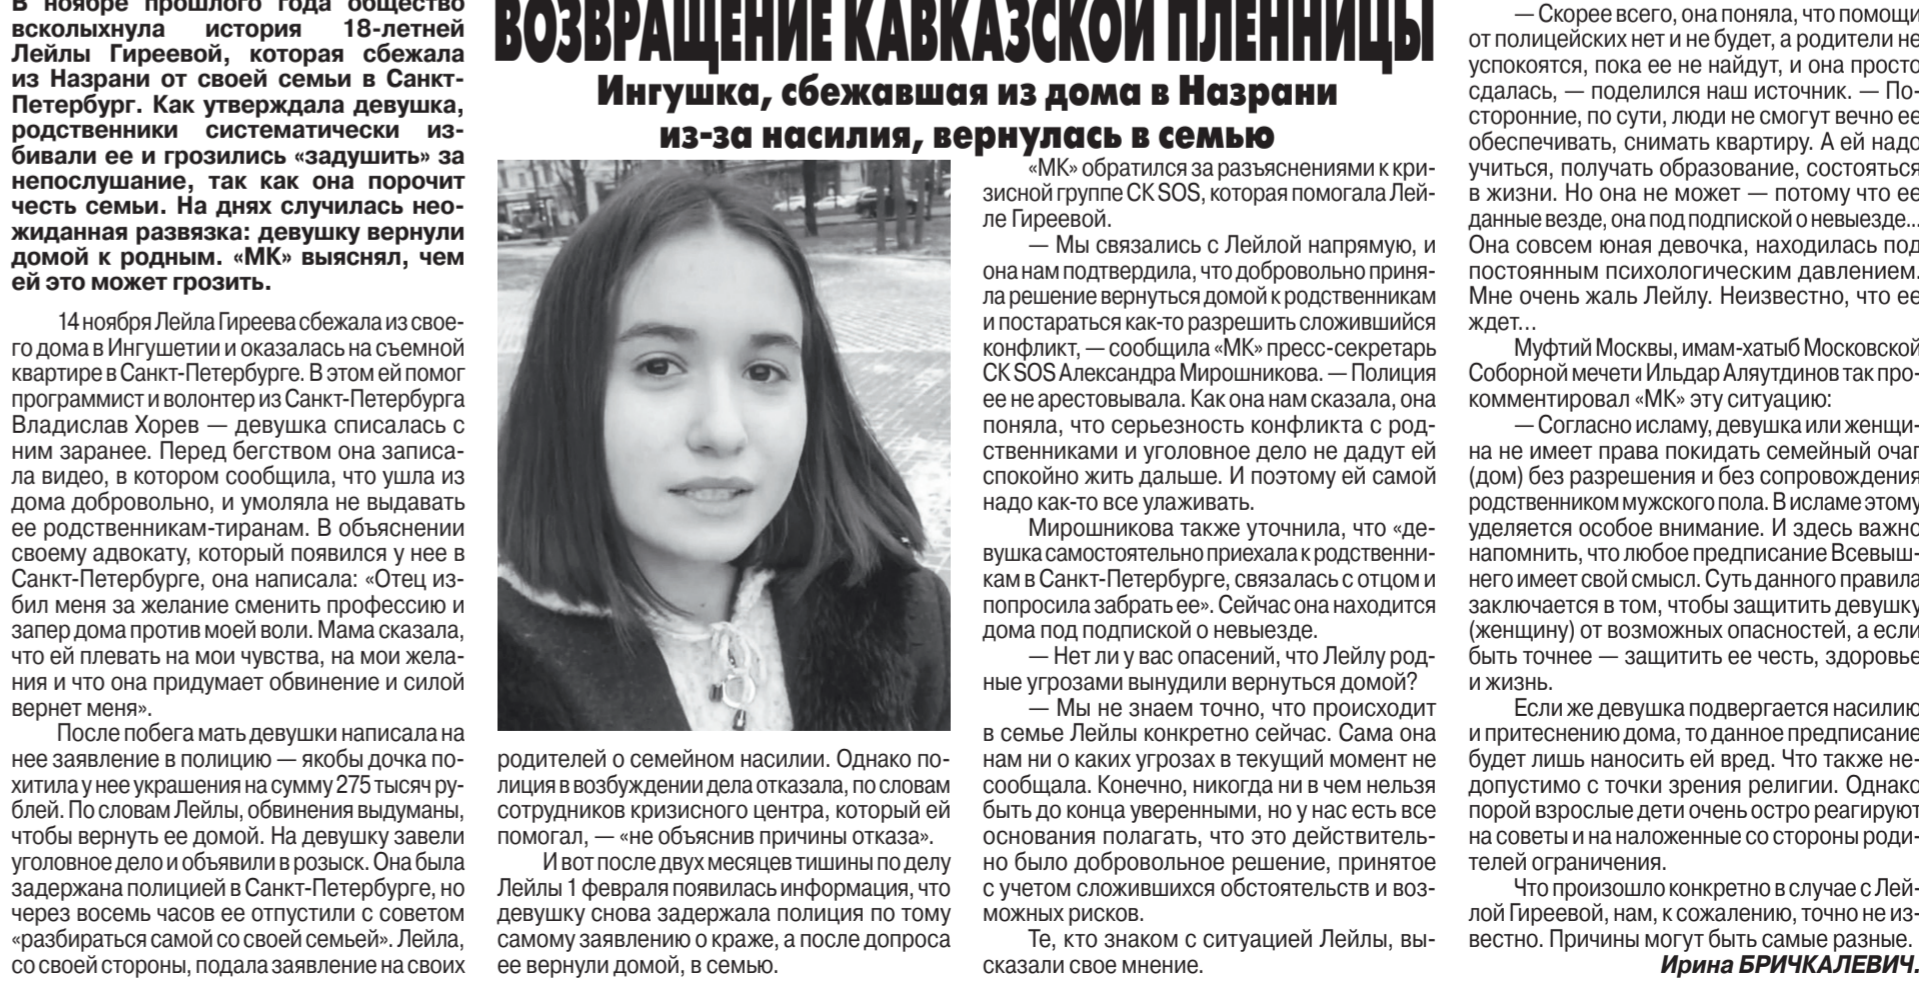 В ноябре прошлого года общество
всколыхнула история 18-летней
Лейлы Гиреевой, которая сбежала
из Назрани от своей семьи в Санкт-
Петербург. Как утверждала девушка,
родственники систематически из-
бивали ее и грозились «задушить» за
непослушание, так как она порочит
честь семьи. На днях случилась нео-
жиданная развязка: девушку вернули
домой к родным. «МК» выяснял, чем
ей это может грозить.
14 ноября Лейла Гиреева сбежала из свое-
го дома в Ингушетии и оказалась на съемной
квартире в Санкт-Петербурге. В этом ей помог
программист и волонтер из Санкт-Петербурга
Владислав Хорев — девушка списалась с
ним заранее. Перед бегством она записа-
ла видео, в котором сообщила, что ушла из
дома добровольно, и умоляла не выдавать
ее родственникам-тиранам. В объяснении
своему адвокату, который появился у нее в
Санкт-Петербурге, она написала: «Отец из-
бил меня за желание сменить профессию и
запер дома против моей воли. Мама сказала,
что ей плевать на мои чувства, на мои жела-
ния и что она придумает обвинение и силой
вернет меня».
После побега мать девушки написала на
нее заявление в полицию — якобы дочка по-
хитила у нее украшения на сумму 275 тысяч ру-
блей. По словам Лейлы, обвинения выдуманы,
чтобы вернуть ее домой. На девушку завели
уголовное дело и объявили в розыск. Она была
задержана полицией в Санкт-Петербурге, но
через восемь часов ее отпустили с советом
«разбираться самой со своей семьей». Лейла,
со своей стороны, подала заявление на своих
ВОЗВРАЩЕНИЕ КАВКАЗСКОЙ ПЛЕННИЦЫ
Ингушка, сбежавшая из дома в Назрани
из-за насилия, вернулась в семью
родителей о семейном насилии. Однако по-
лиция в возбуждении дела отказала, по словам
сотрудников кризисного центра, который ей
помогал, — «не объяснив причины отказа».
И вот после двух месяцев тишины по делу
Лейлы 1 февраля появилась информация, что
девушку снова задержала полиция по тому
самому заявлению о краже, а после допроса
ее вернули домой, в семью.
«МК» обратился за разъяснениями к кри-
зисной группе СК SOS, которая помогала Лей-
ле Гиреевой.
— Мы связались с Лейлой напрямую, и
она нам подтвердила, что добровольно приня-
ла решение вернуться домой к родственникам
и постараться как-то разрешить сложившийся
конфликт, — сообщила «МК» пресс-секретарь
СК SOS Александра Мирошникова. — Полиция
ее не арестовывала. Как она нам сказала, она
поняла, что серьезность конфликта с род-
ственниками и уголовное дело не дадут ей
спокойно жить дальше. И поэтому ей самой
надо как-то все улаживать.
Мирошникова также уточнила, что «де-
вушка самостоятельно приехала к родственни-
кам в Санкт-Петербурге, связалась с отцом и
попросила забрать ее». Сейчас она находится
дома под подпиской о невыезде.
— Нет ли у вас опасений, что Лейлу род-
ные угрозами вынудили вернуться домой?
— Мы не знаем точно, что происходит
в семье Лейлы конкретно сейчас. Сама она
нам ни о каких угрозах в текущий момент не
сообщала. Конечно, никогда ни в чем нельзя
быть до конца уверенными, но у нас есть все
основания полагать, что это действитель-
но было добровольное решение, принятое
с учетом сложившихся обстоятельств и воз-
можных рисков.
Те, кто знаком с ситуацией Лейлы, вы-
сказали свое мнение.
— Скорее всего, она поняла, что помощи
от полицейских нет и не будет, а родители не
успокоятся, пока ее не найдут, и она просто
сдалась, — поделился наш источник. — По-
сторонние, по сути, люди не смогут вечно ее
обеспечивать, снимать квартиру. А ей надо
учиться, получать образование, состояться
в жизни. Но она не может — потому что ее
данные везде, она под подпиской о невыезде...
Она совсем юная девочка, находилась под
постоянным психологическим давлением.
Мне очень жаль Лейлу. Неизвестно, что ее
ждет...
Муфтий Москвы, имам-хатыб Московской
Соборной мечети Ильдар Аляутдинов так про-
комментировал «МК» эту ситуацию:
— Согласно исламу, девушка или женщи-
на не имеет права покидать семейный очаг
(дом) без разрешения и без сопровождения
родственником мужского пола. В исламе этому
уделяется особое внимание. И здесь важно
напомнить, что любое предписание Всевыш-
него имеет свой смысл. Суть данного правила
заключается в том, чтобы защитить девушку
(женщину) от возможных опасностей, а если
быть точнее — защитить ее честь, здоровье
и жизнь.
Если же девушка подвергается насилию
и притеснению дома, то данное предписание
будет лишь наносить ей вред. Что также не-
допустимо с точки зрения религии. Однако
порой взрослые дети очень остро реагируют
на советы и на наложенные со стороны роди-
телей ограничения.
Что произошло конкретно в случае с Лей-
лой Гиреевой, нам, к сожалению, точно не из-
вестно. Причины могут быть самые разные.
Ирина БРИЧКАЛЕВИЧ.